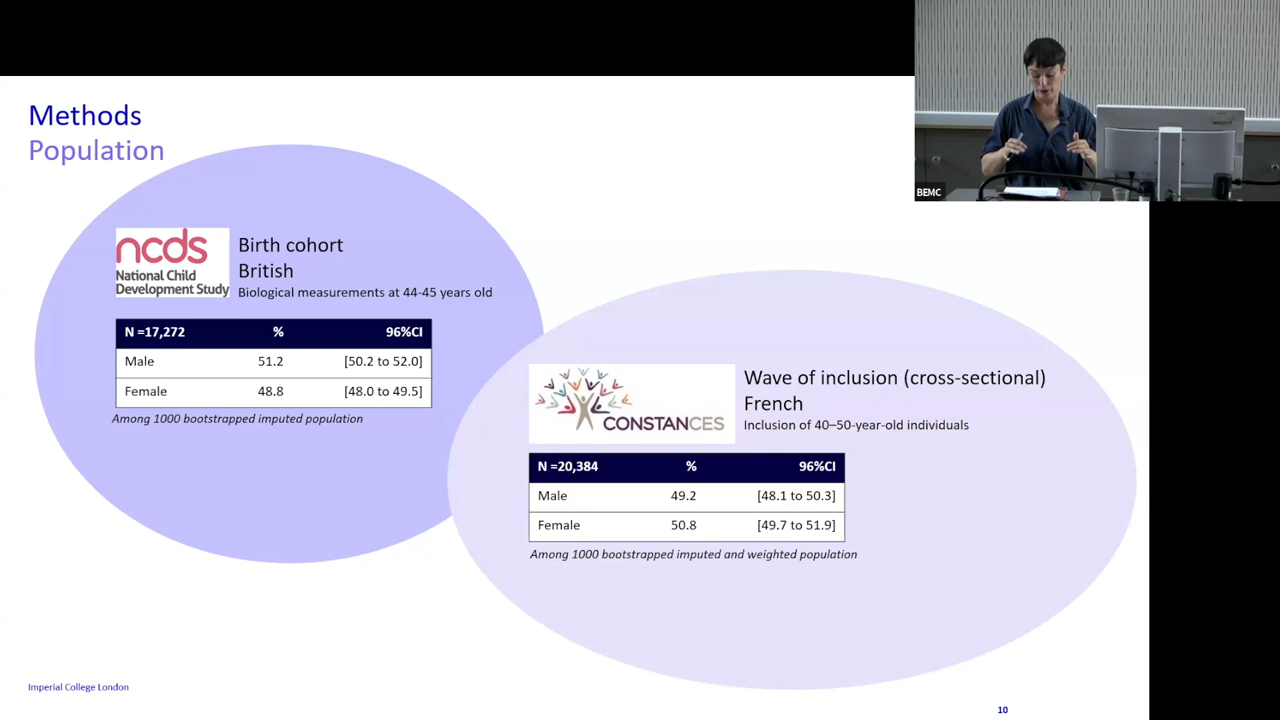 Methods
Population
ncds
National Child
Development Study
Birth cohort
British
Biological measurements at 44-45 years old
N =17,272 % 96%CI
Male 51.2 [50.2 to 52.0]
Female 48.8 [48.0 to 49.5]
Among 1000 bootstrapped imputed population
CONSTANCES
Wave of inclusion (cross-sectional)
French
Inclusion of 40–50-year-old individuals
N =20,384 % 96%CI
Male 49.2 [48.1 to 50.3]
Female 50.8 [49.7 to 51.9]
Among 1000 bootstrapped imputed and weighted population
Imperial College London
10
BEMC